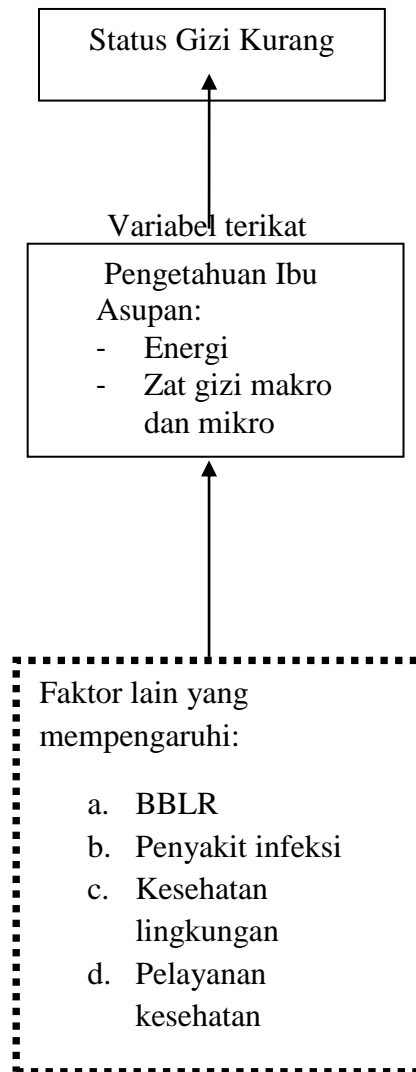 Status Gizi Kurang
Variabel terikat
Pengetahuan Ibu
Asupan:
- Energi
- Zat gizi makro
dan mikro
Faktor lain yang
mempengaruhi:
a. BBLR
b. Penyakit infeksi
c. Kesehatan
lingkungan
d. Pelayanan
kesehatan